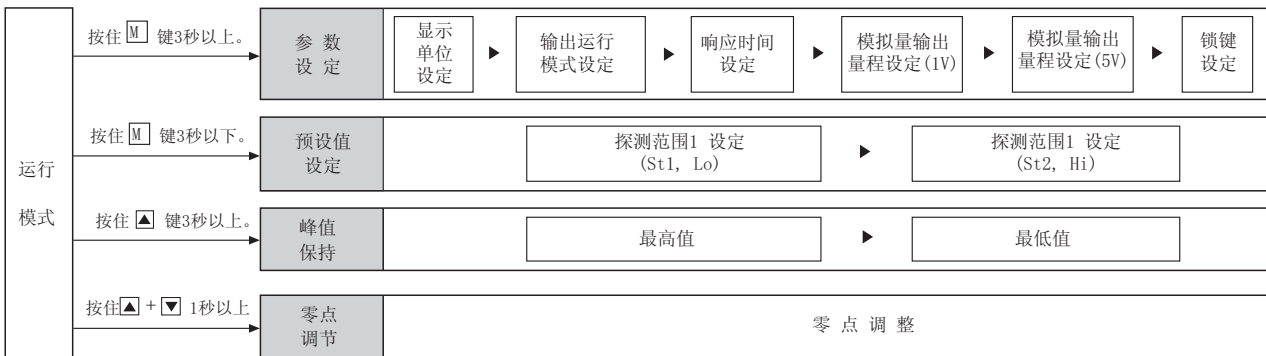 运行
模式
按住 M 键3秒以上。
参 数
设 定
显示
单位
设定
▶
输出运行
模式设定
▶
响应时间
设定
▶
模拟量输出
量程设定(1V)
▶
模拟量输出
量程设定(5V)
▶
锁键
设定
按住 M 键3秒以下。
预设值
设定
探测范围1 设定
(St1, Lo)
▶
探测范围1 设定
(St2, Hi)
按住 ▲ 键3秒以上。
峰值
保持
最高值
▶
最低值
按住▲ + ▼ 1秒以上
零点
调节
零 点 调 整